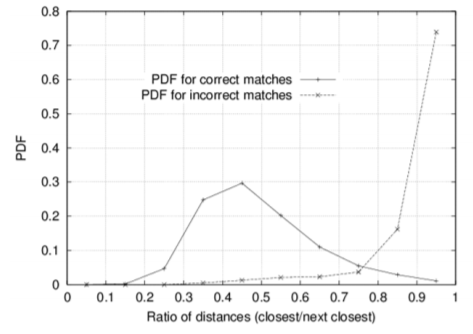 0.8
0.7
0.6
0.5
0.4
0.3
0.2
0.1
0
PDF
PDF for correct matches
PDF for incorrect matches
0 0.1 0.2 0.3 0.4 0.5 0.6 0.7 0.8 0.9 1
Ratio of distances (closest/next closest)